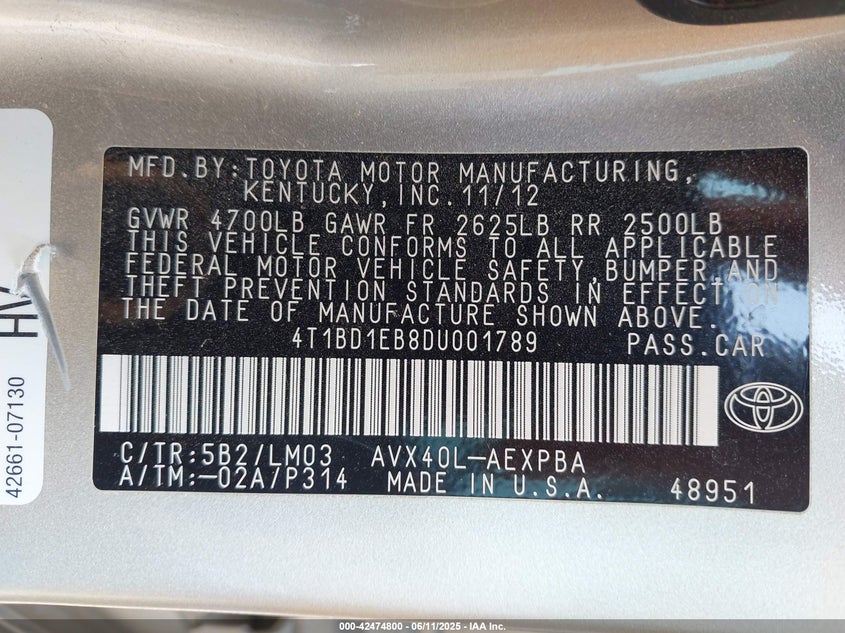 MFD.BY:TOYOTA MOTOR MANUFACTURING,
KENTUCKY,INC.11/12
GVWR 4700LB GAWR FR 2625LB RR 2500LB
THIS VEHICLE CONFORMS TO ALL APPLICABLE
FEDERAL MOTOR VEHICLE SAFETY,BUMPER,AND
THEFT PREVENTION STANDARDS IN EFFECT ON
THE DATE OF MANUFACTURE SHOWN ABOVE.
4T1BD1EB8DU001789 PASS.CAR
C/TR:5B2/LM03 AVX40L-AEXPBA
A/TM:-02A/P314 MADE IN U.S.A. 48951
42661-07130
000-42474800 - 06/11/2025 - IAA Inc.